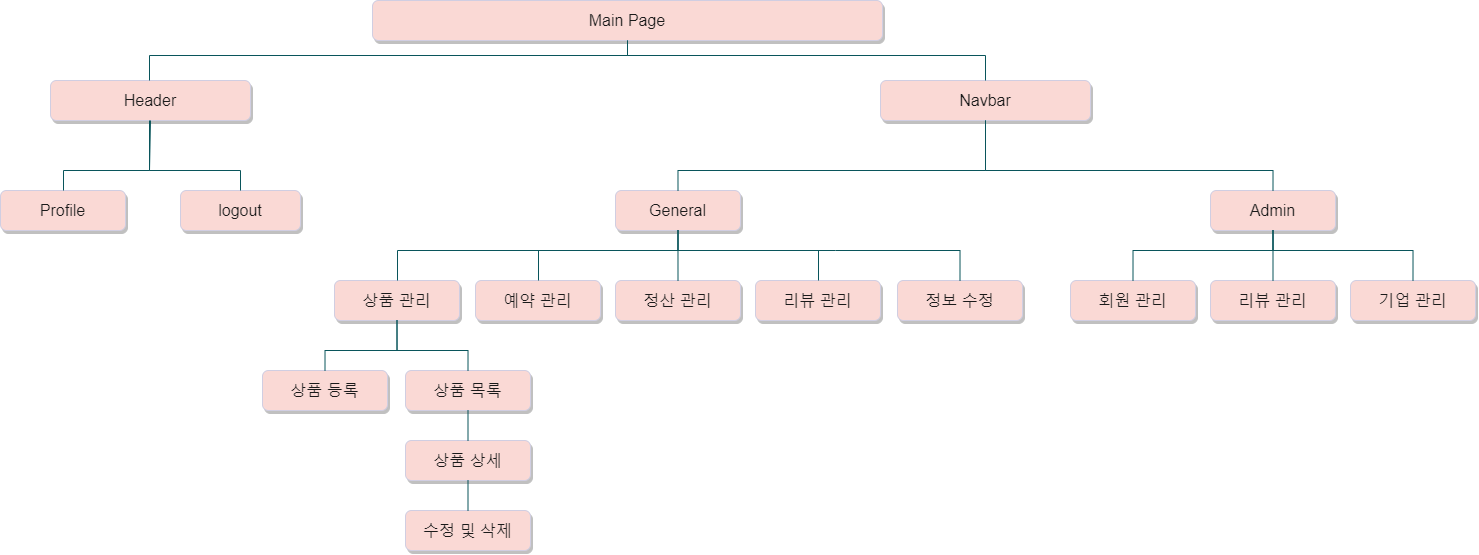 Main Page
Header
Navbar
Profile
logout
General
Admin
상품 관리
예약 관리
정산 관리
리뷰 관리
정보 수정
회원 관리
리뷰 관리
기업 관리
상품 등록
상품 목록
상품 상세
수정 및 삭제